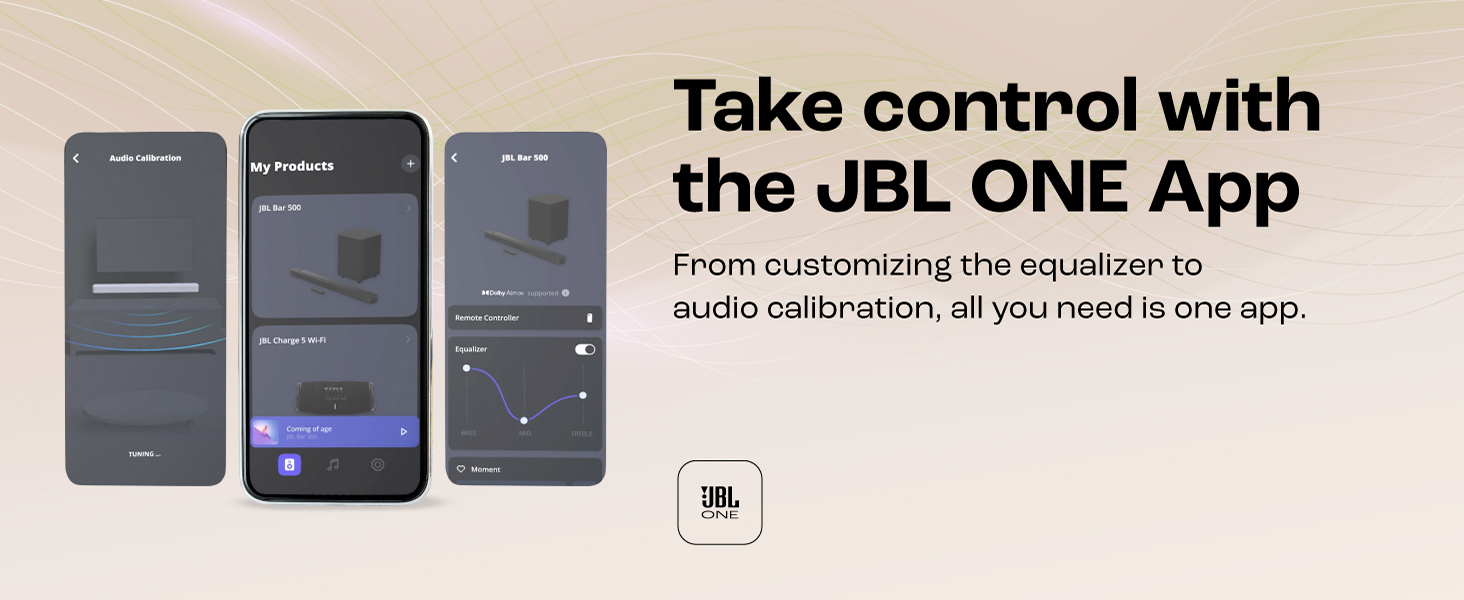 Audio Calibration
TUNING ...
My Products
+
JBL Bar 500
JBL Charge 5 Wi-Fi
Coming of age
JBL Bar 500
JBL Bar 500
Dolby Atmos supported
Remote Controller
Equalizer
BASS MID TREBLE
Moment
Take control with
the JBL ONE App
From customizing the equalizer to
audio calibration, all you need is one app.
JBL
ONE